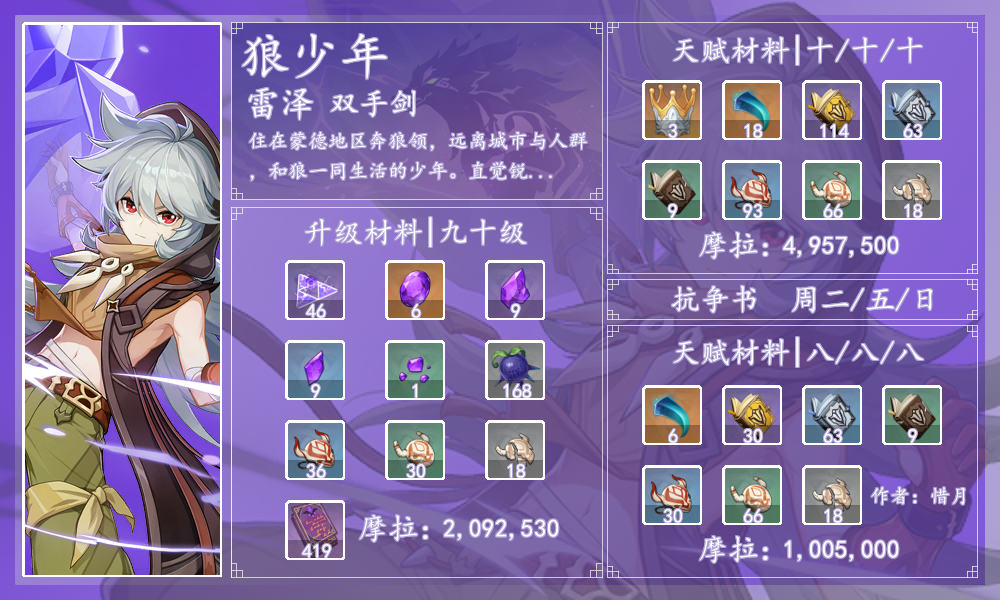 狼少年
雷泽 双手剑
住在蒙德地区奔狼领，远离城市与人群
，和狼一同生活的少年。直觉锐...
升级材料|九十级
46 6 9
9 1 168
36 30 18
419 摩拉：2,092,530
天赋材料|十/十/十
3 18 114 63
9 93 66 18
摩拉：4,957,500
抗争书 周二/五/日
天赋材料|八/八/八
6 30 63 9
30 66 18 作者：惜月
摩拉：1,005,000